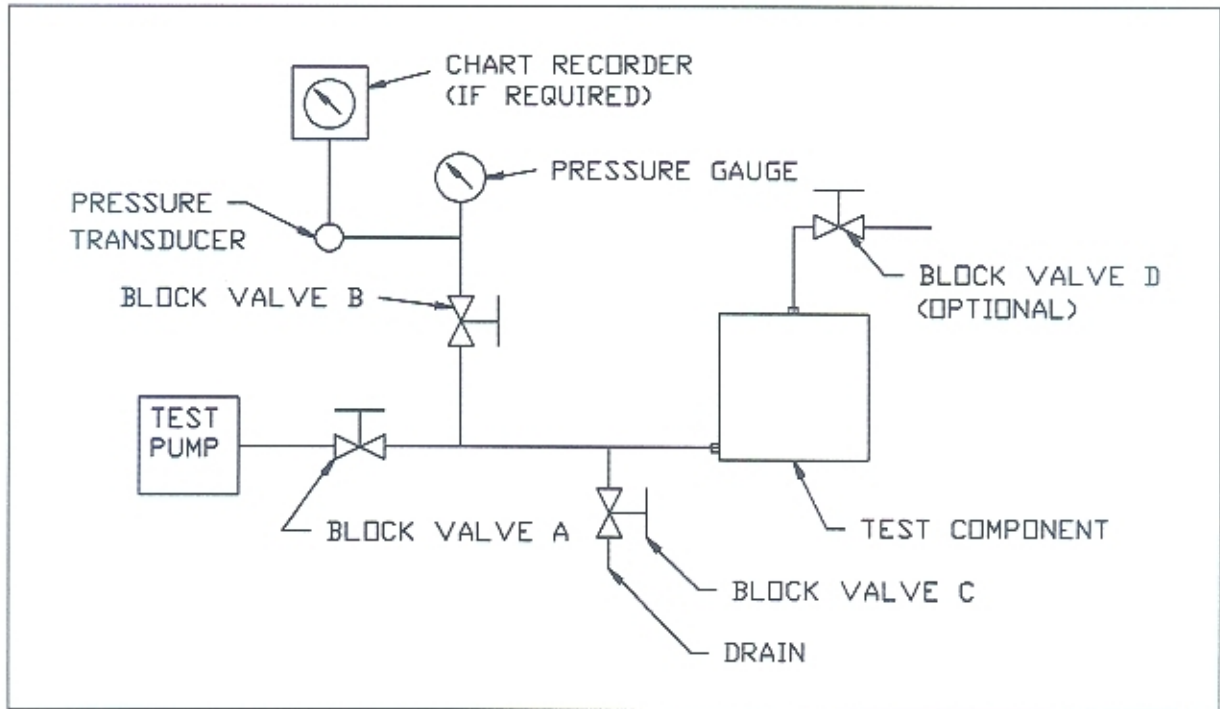 CHART RECORDER
(IF REQUIRED)
PRESSURE GAUGE
PRESSURE
TRANSDUCER
BLOCK VALVE B
BLOCK VALVE D
(OPTIONAL)
TEST
PUMP
BLOCK VALVE A
TEST COMPONENT
BLOCK VALVE C
DRAIN